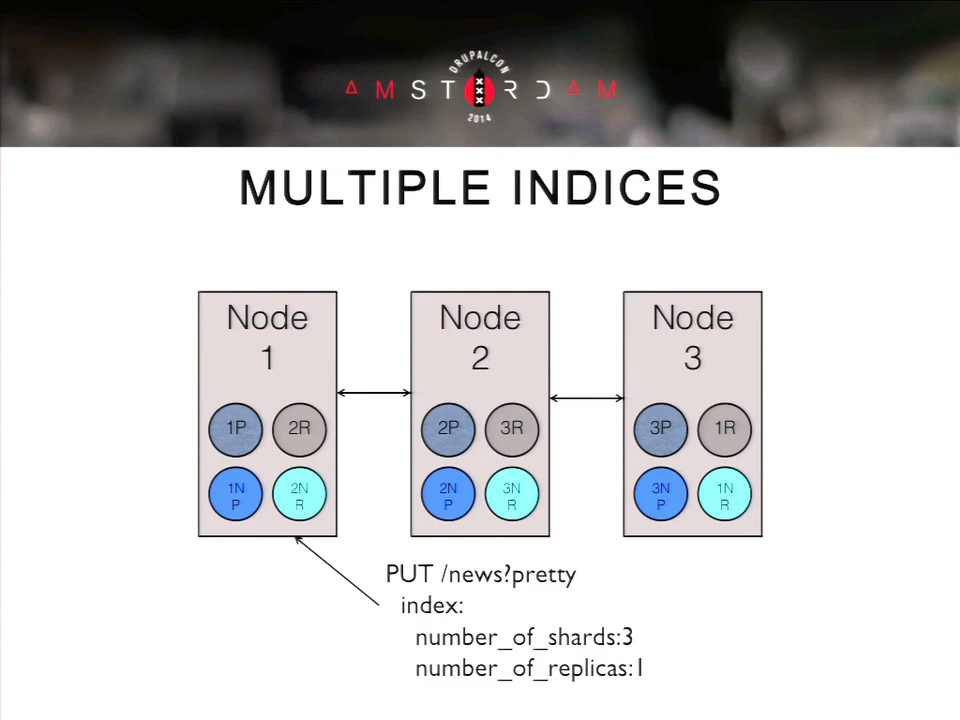 DRUPALCON
AMSTERDAM
2014
MULTIPLE INDICES
Node
1
Node
2
Node
3
1P
2R
2P
3R
3P
1R
1N
P
2N
R
2N
P
3N
R
3N
P
1N
R
PUT /news?pretty
index:
number_of_shards:3
number_of_replicas:1